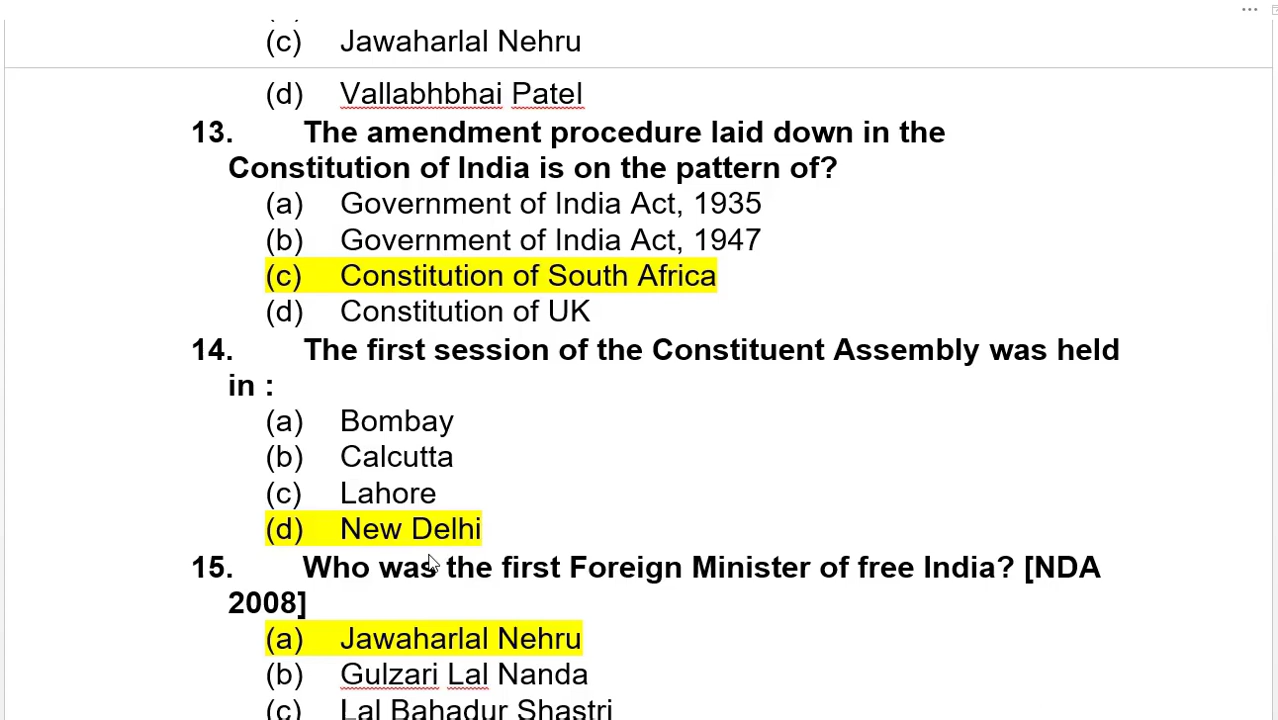 (c) Jawaharlal Nehru
(d) Vallabhbhai Patel
13. The amendment procedure laid down in the
Constitution of India is on the pattern of?
(a) Government of India Act, 1935
(b) Government of India Act, 1947
(c) Constitution of South Africa
(d) Constitution of UK
14. The first session of the Constituent Assembly was held
in :
(a) Bombay
(b) Calcutta
(c) Lahore
(d) New Delhi
15. Who was the first Foreign Minister of free India? [NDA
2008]
(a) Jawaharlal Nehru
(b) Gulzari Lal Nanda
(c) Lal Bahadur Shastri